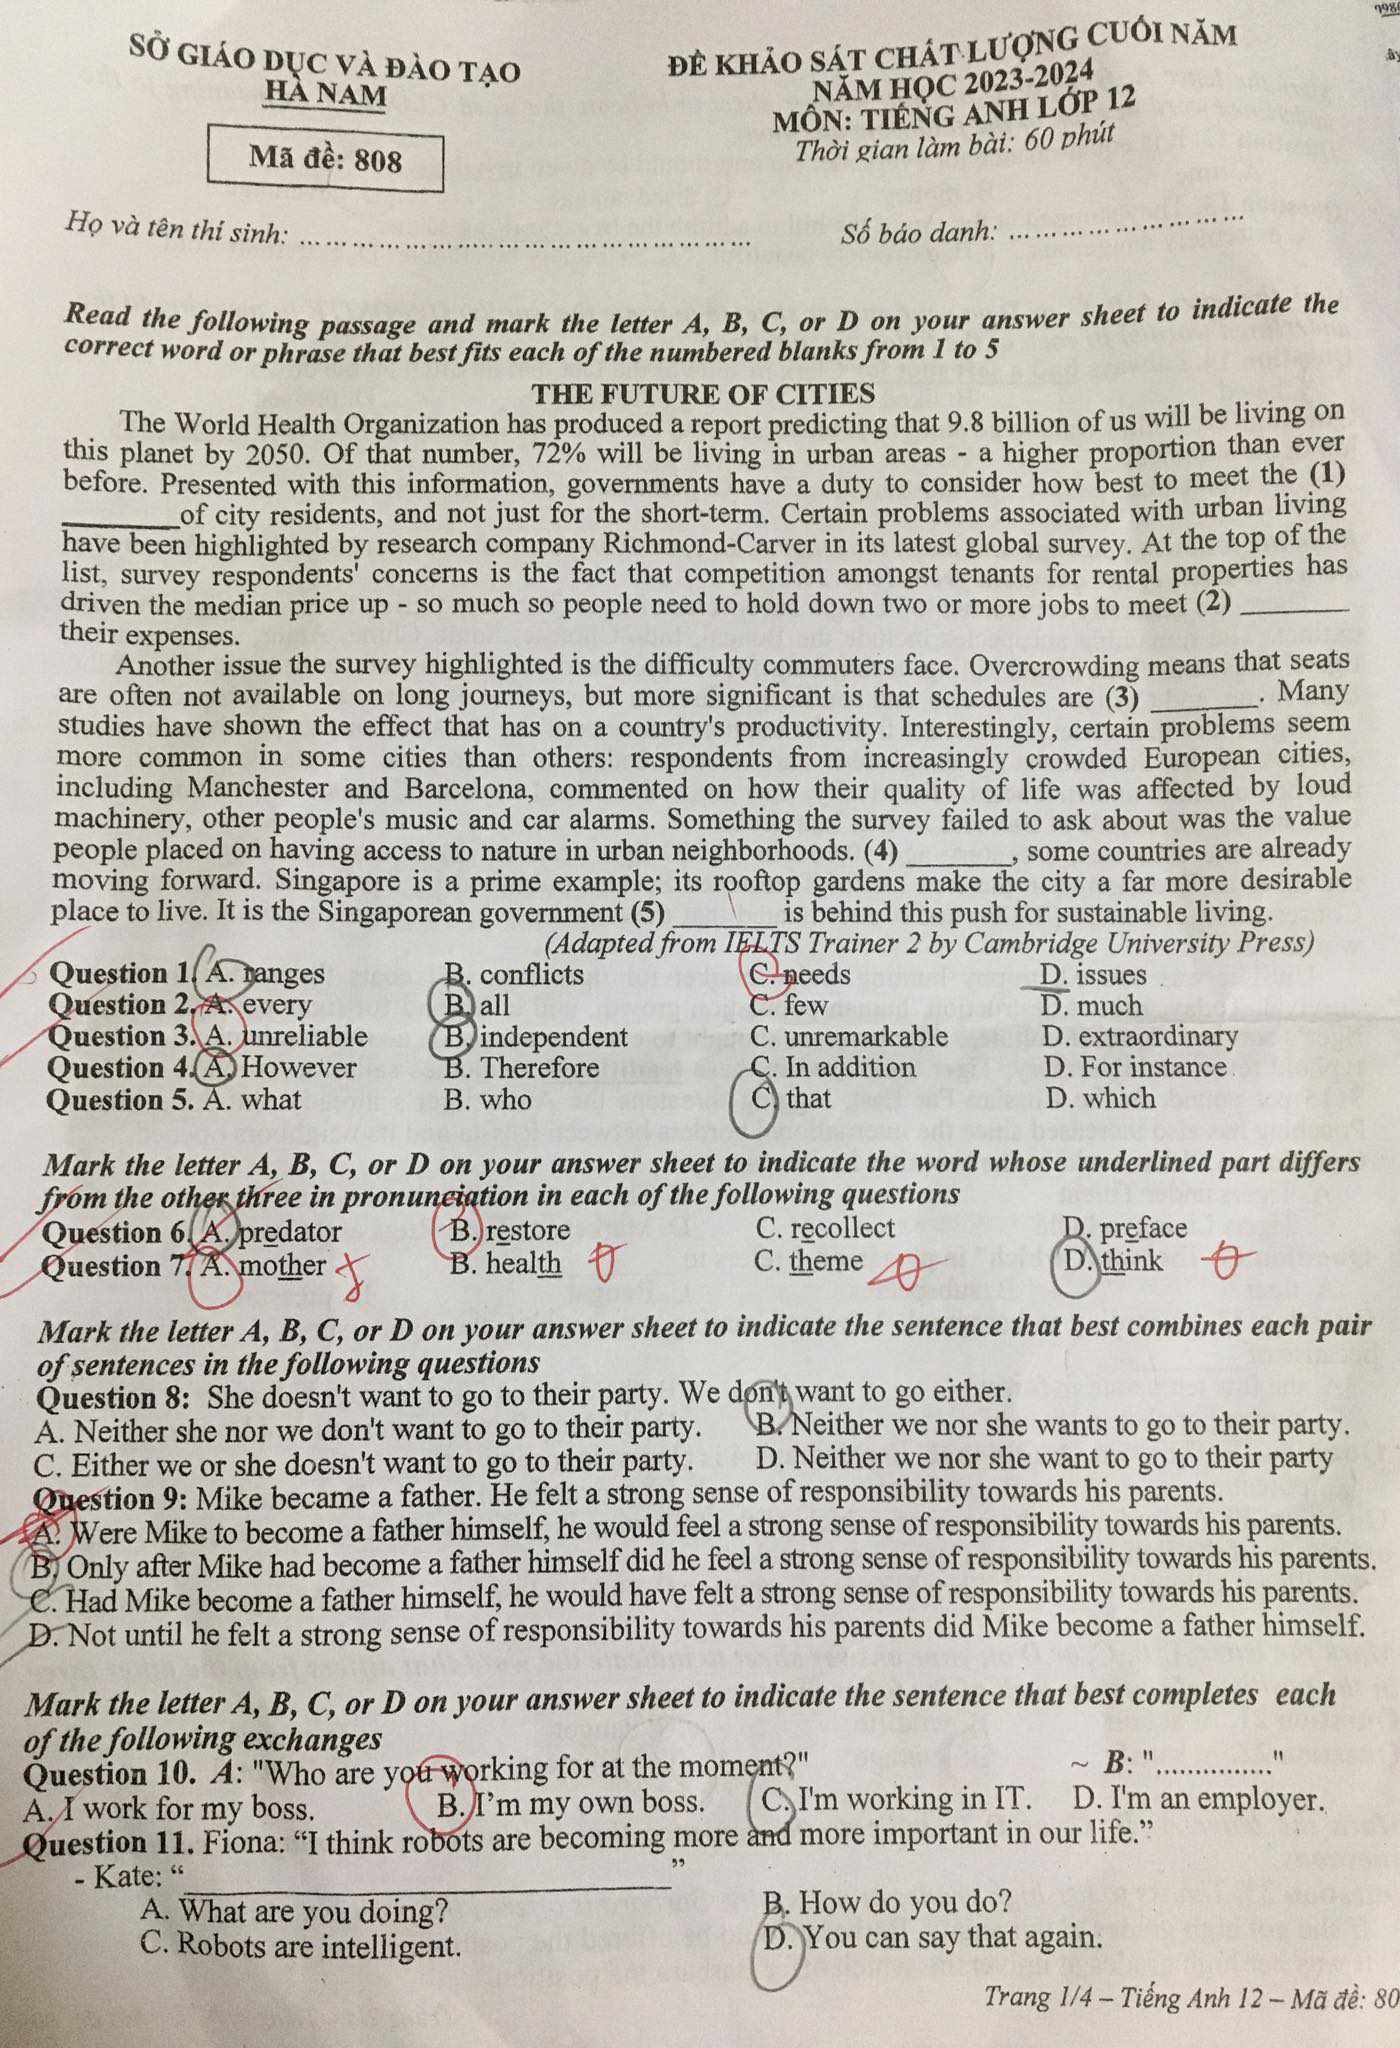 SỞ GIÁO DỤC VÀ ĐÀO TẠO
HÀ NAM
Mã đề: 808
ĐỀ KHẢO SÁT CHẤT LƯỢNG CUỐI NĂM
NĂM HỌC 2023-2024
MÔN: TIẾNG ANH LỚP 12
Thời gian làm bài: 60 phút
Họ và tên thí sinh: ........................................................ Số báo danh: ............................
Read the following passage and mark the letter A, B, C, or D on your answer sheet to indicate the
correct word or phrase that best fits each of the numbered blanks from 1 to 5
THE FUTURE OF CITIES
The World Health Organization has produced a report predicting that 9.8 billion of us will be living on
this planet by 2050. Of that number, 72% will be living in urban areas - a higher proportion than ever
before. Presented with this information, governments have a duty to consider how best to meet the (1)
________of city residents, and not just for the short-term. Certain problems associated with urban living
have been highlighted by research company Richmond-Carver in its latest global survey. At the top of the
list, survey respondents' concerns is the fact that competition amongst tenants for rental properties has
driven the median price up - so much so people need to hold down two or more jobs to meet (2) ________
their expenses.
Another issue the survey highlighted is the difficulty commuters face. Overcrowding means that seats
are often not available on long journeys, but more significant is that schedules are (3) ________. Many
studies have shown the effect that has on a country's productivity. Interestingly, certain problems seem
more common in some cities than others: respondents from increasingly crowded European cities,
including Manchester and Barcelona, commented on how their quality of life was affected by loud
machinery, other people's music and car alarms. Something the survey failed to ask about was the value
people placed on having access to nature in urban neighborhoods. (4) ________, some countries are already
moving forward. Singapore is a prime example; its rooftop gardens make the city a far more desirable
place to live. It is the Singaporean government (5) ________ is behind this push for sustainable living.
(Adapted from IELTS Trainer 2 by Cambridge University Press)
Question 1. A. ranges B. conflicts C. needs D. issues
Question 2. A. every B. all C. few D. much
Question 3. A. unreliable B. independent C. unremarkable D. extraordinary
Question 4. A. However B. Therefore C. In addition D. For instance
Question 5. A. what B. who C. that D. which
Mark the letter A, B, C, or D on your answer sheet to indicate the word whose underlined part differs
from the other three in pronunciation in each of the following questions
Question 6. A. predator B. restore C. recollect D. preface
Question 7. A. mother B. health θ C. theme θ D. think θ
Mark the letter A, B, C, or D on your answer sheet to indicate the sentence that best combines each pair
of sentences in the following questions
Question 8: She doesn't want to go to their party. We don't want to go either.
A. Neither she nor we don't want to go to their party. B. Neither we nor she wants to go to their party.
C. Either we or she doesn't want to go to their party. D. Neither we nor she want to go to their party
Question 9: Mike became a father. He felt a strong sense of responsibility towards his parents.
A. Were Mike to become a father himself, he would feel a strong sense of responsibility towards his parents.
B. Only after Mike had become a father himself did he feel a strong sense of responsibility towards his parents.
C. Had Mike become a father himself, he would have felt a strong sense of responsibility towards his parents.
D. Not until he felt a strong sense of responsibility towards his parents did Mike become a father himself.
Mark the letter A, B, C, or D on your answer sheet to indicate the sentence that best completes each
of the following exchanges
Question 10. A: "Who are you working for at the moment?" ~ B: "..............."
A. I work for my boss. B. I'm my own boss. C. I'm working in IT. D. I'm an employer.
Question 11. Fiona: “I think robots are becoming more and more important in our life.”
- Kate: “________________________________”
A. What are you doing? B. How do you do?
C. Robots are intelligent. D. You can say that again.
Trang 1/4 – Tiếng Anh 12 – Mã đề: 80